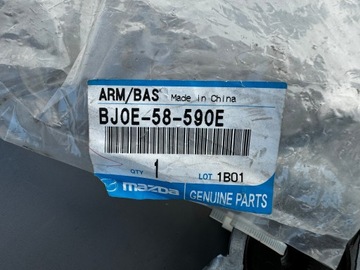 ARM/BAS Made in China
BJ0E-58-590E
1
QTY LOT 1B01
mazda GENUINE PARTS